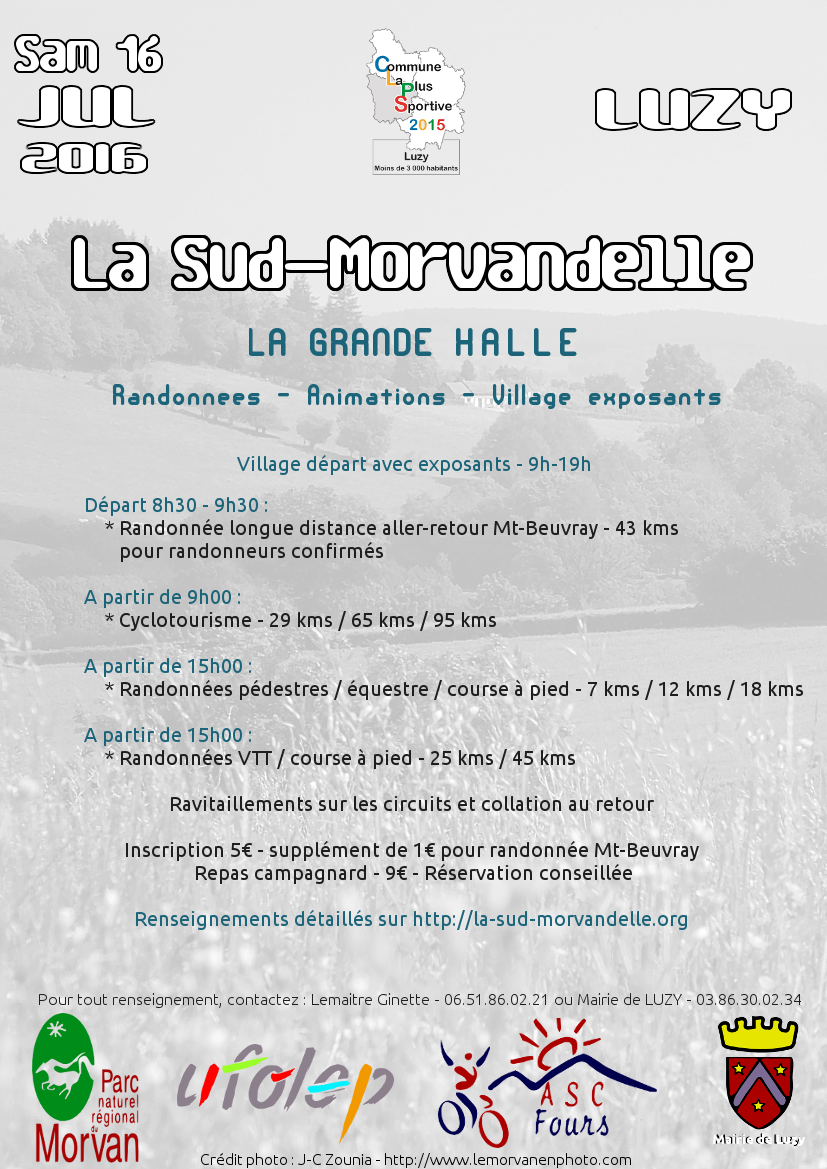 Sam 16
JUL
2016
Commune
La
Plus
Sportive
2015
Luzy
Moins de 3 000 habitants
LUZY
La Sud-Morvandelle
LA GRANDE HALLE
Randonnees - Animations - Village exposants
Village départ avec exposants - 9h-19h
Départ 8h30 - 9h30 :
* Randonnée longue distance aller-retour Mt-Beuvray - 43 kms
pour randonneurs confirmés
A partir de 9h00 :
* Cyclotourisme - 29 kms / 65 kms / 95 kms
A partir de 15h00 :
* Randonnées pédestres / équestre / course à pied - 7 kms / 12 kms / 18 kms
A partir de 15h00 :
* Randonnées VTT / course à pied - 25 kms / 45 kms
Ravitaillements sur les circuits et collation au retour
Inscription 5€ - supplément de 1€ pour randonnée Mt-Beuvray
Repas campagnard - 9€ - Réservation conseillée
Renseignements détaillés sur http://la-sud-morvandelle.org
Pour tout renseignement, contactez : Lemaitre Ginette - 06.51.86.02.21 ou Mairie de LUZY - 03.86.30.02.34
Parc
naturel
régional
du
Morvan
ufolep
ASC
Fours
Mairie de Luzy
Crédit photo : J-C Zounia - http://www.lemorvanenphoto.com